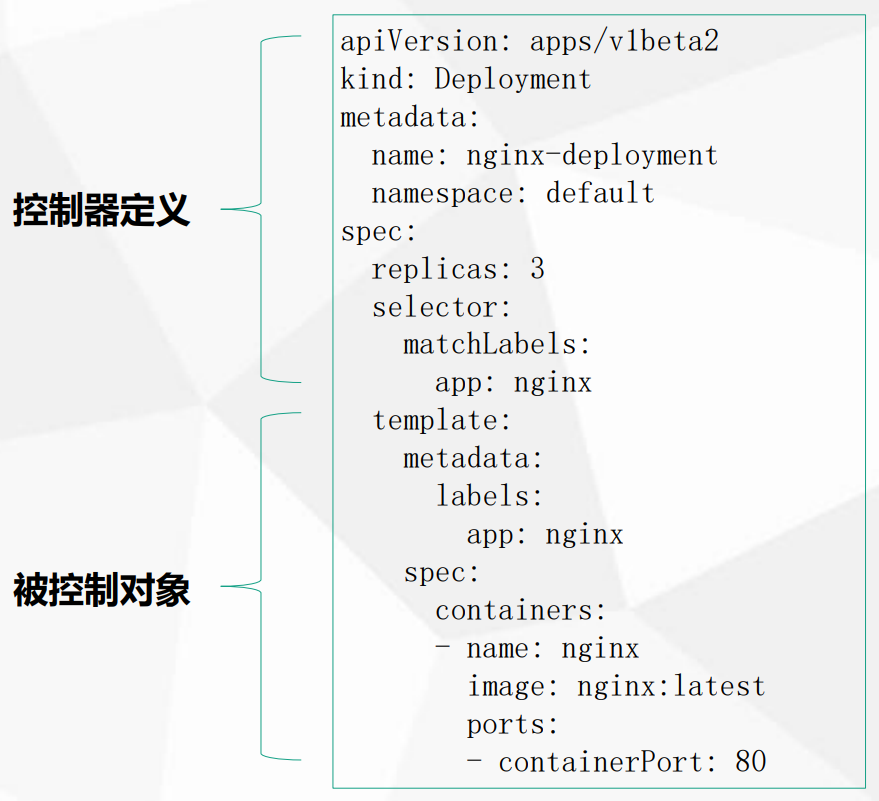 控制器定义
apiVersion: apps/v1beta2
kind: Deployment
metadata:
  name: nginx-deployment
  namespace: default
spec:
  replicas: 3
  selector:
    matchLabels:
      app: nginx
被控制对象
  template:
    metadata:
      labels:
        app: nginx
    spec:
      containers:
      - name: nginx
        image: nginx:latest
        ports:
        - containerPort: 80